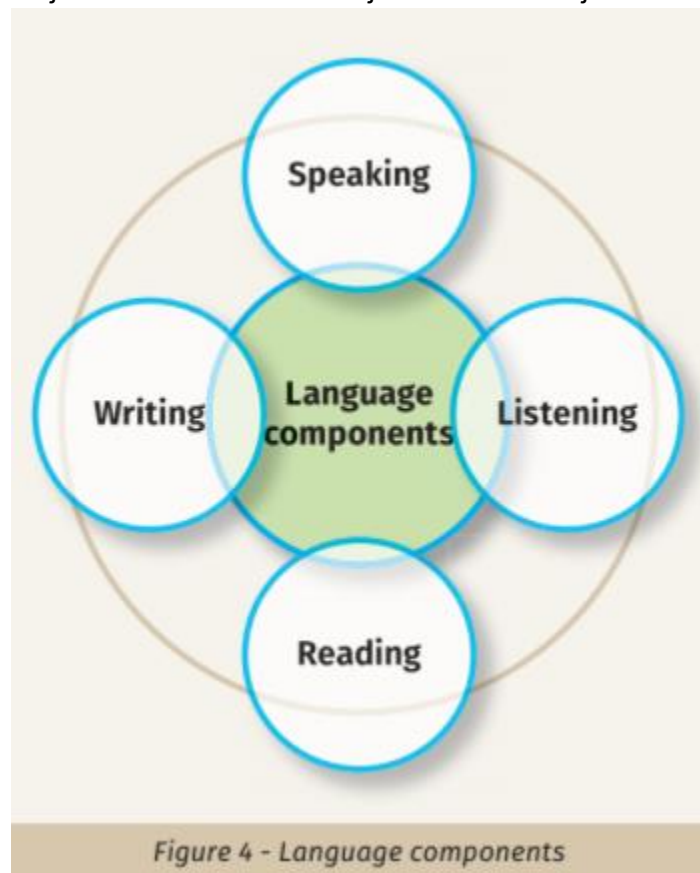 Speaking
Writing
Language
components
Listening
Reading
Figure 4 - Language components